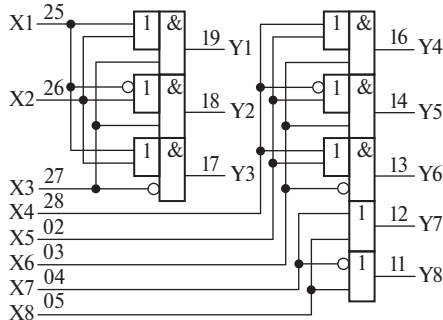 X1 25 1 & 19 Y1 1 & 16 Y4
X2 26 1 & 18 Y2 1 & 14 Y5
1 & 17 Y3 1 & 13 Y6
X3 27
X4 28 1 12 Y7
X5 02
X6 03
X7 04 1 11 Y8
X8 05